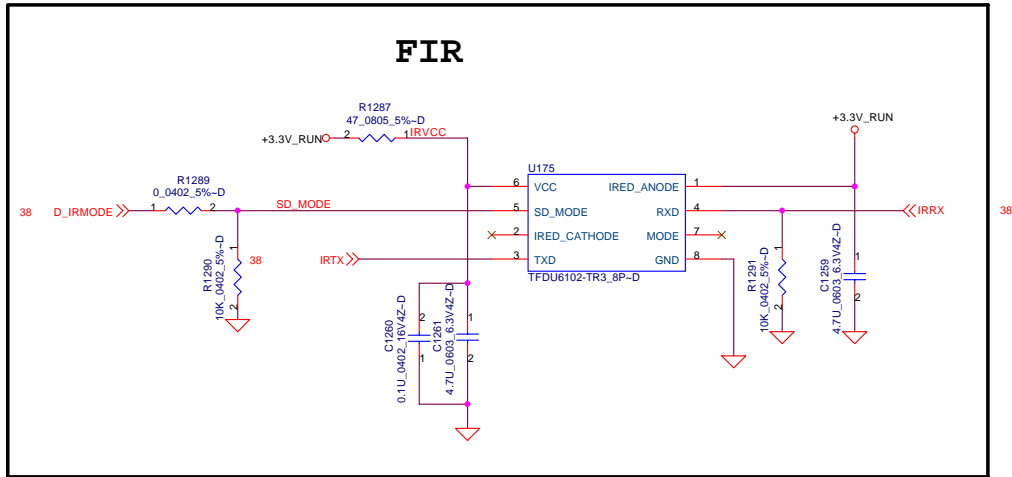 FIR
R1287
47_0805_5%~D
+3.3V_RUN
2
1
IRVCC
+3.3V_RUN
R1289
0_0402_5%~D
38
D_IRMODE
1
2
SD_MODE
U175
6
VCC
IRED_ANODE
1
5
SD_MODE
RXD
4
IRRX
38
2
IRED_CATHODE
MODE
7
IRTX
3
TXD
GND
8
TFDU6102-TR3_8P~D
R1290
10K_0402_5%~D
1
2
38
C1260
0.1U_0402_16V4Z~D
2
1
C1261
4.7U_0603_6.3V4Z~D
1
2
R1291
10K_0402_5%~D
1
2
C1259
4.7U_0603_6.3V4Z~D
1
2